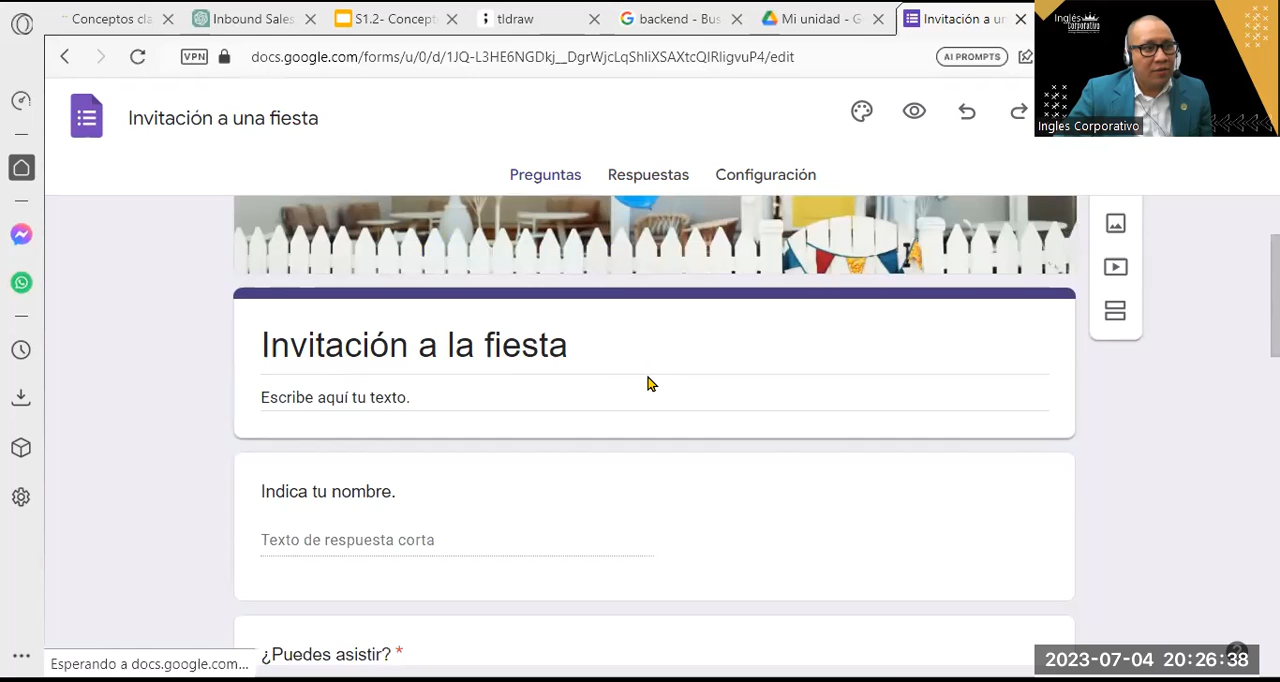 Conceptos cla
Inbound Sales
S1.2- Concept
tldraw
backend - Bus
Mi unidad - G
Invitación a un
VPN
docs.google.com/forms/u/0/d/1JQ-L3HE6NGDkj__DgrWjcLqShIiXSAXtcQIRIigvuP4/edit
AI PROMPTS
Inglés
Corporativo
Ingles Corporativo
Invitación a una fiesta
Preguntas
Respuestas
Configuración
Invitación a la fiesta
Escribe aquí tu texto.
Indica tu nombre.
Texto de respuesta corta
¿Puedes asistir? *
Esperando a docs.google.com...
2023-07-04 20:26:38